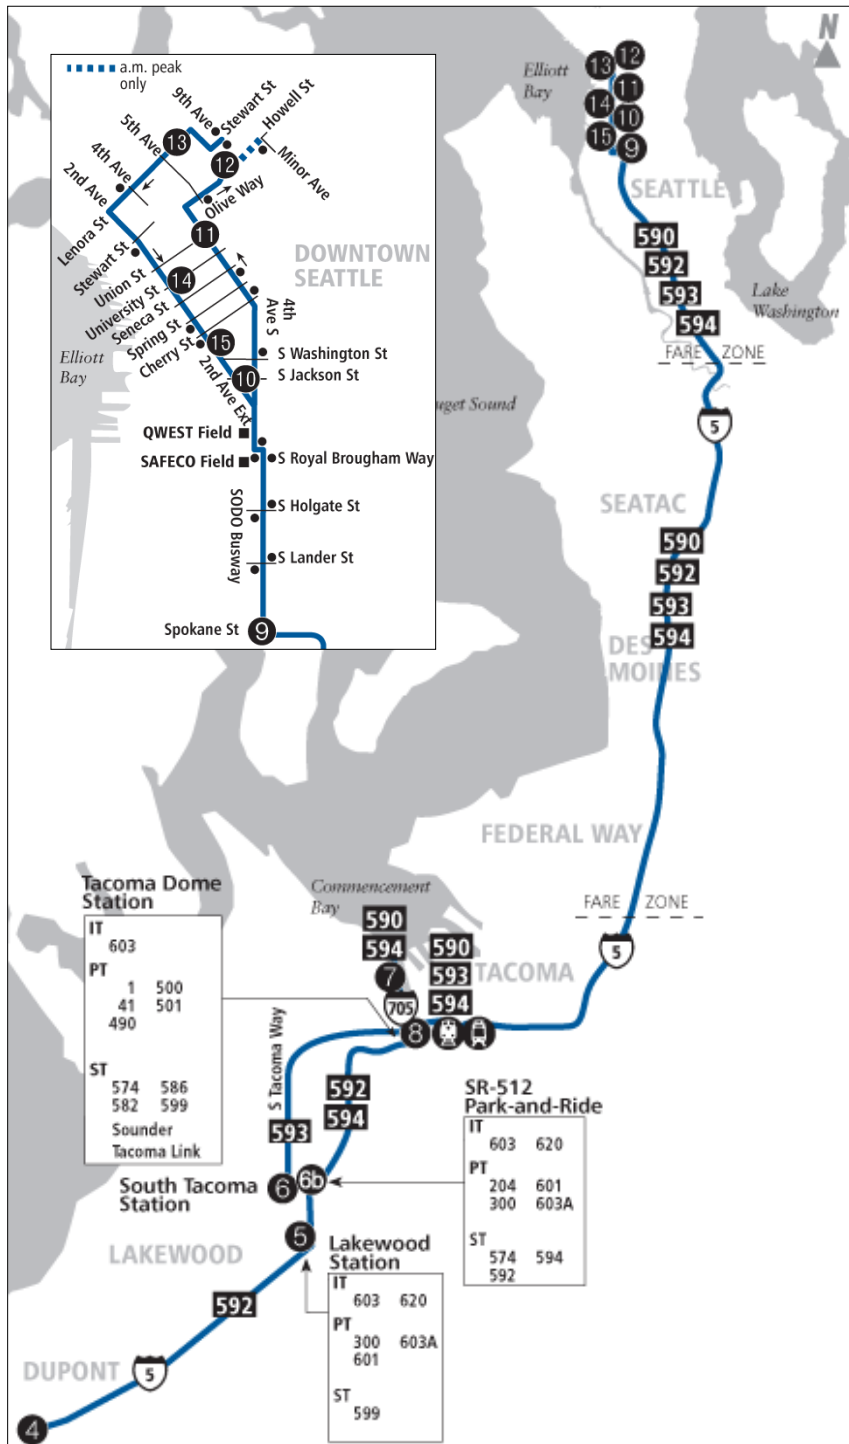 N
a.m. peak
only
9th Ave
Stewart St
Howell St
5th Ave
13
12
4th Ave
Minor Ave
2nd Ave
Olive Way
Lenora St
11
Stewart St
DOWNTOWN
SEATTLE
Union St
14
University St
Seneca St
4th
Ave S
Spring St
15
Cherry St
S Washington St
Elliott
Bay
10
S Jackson St
2nd Ave Ext
QWEST Field
SAFECO Field
S Royal Brougham Way
SODO Busway
S Holgate St
S Lander St
Spokane St
9
Elliott
Bay
13
12
11
14
10
15
9
SEATTLE
590
592
593
594
Lake
Washington
FARE ZONE
5
uget Sound
SEATAC
590
592
593
594
DES
MOINES
FEDERAL WAY
FARE ZONE
5
Commencement
Bay
590
594
7
705
590
593
594
TACOMA
8
Tacoma Dome
Station
IT
603
PT
1 500
41 501
490
ST
574 586
582 599
Sounder
Tacoma Link
S Tacoma Way
592
594
593
SR-512
Park-and-Ride
IT
603 620
PT
204 601
300 603A
ST
574 594
592
South Tacoma
Station
6
6b
5
LAKEWOOD
Lakewood
Station
IT
603 620
PT
300 603A
601
ST
599
592
5
DUPONT
4